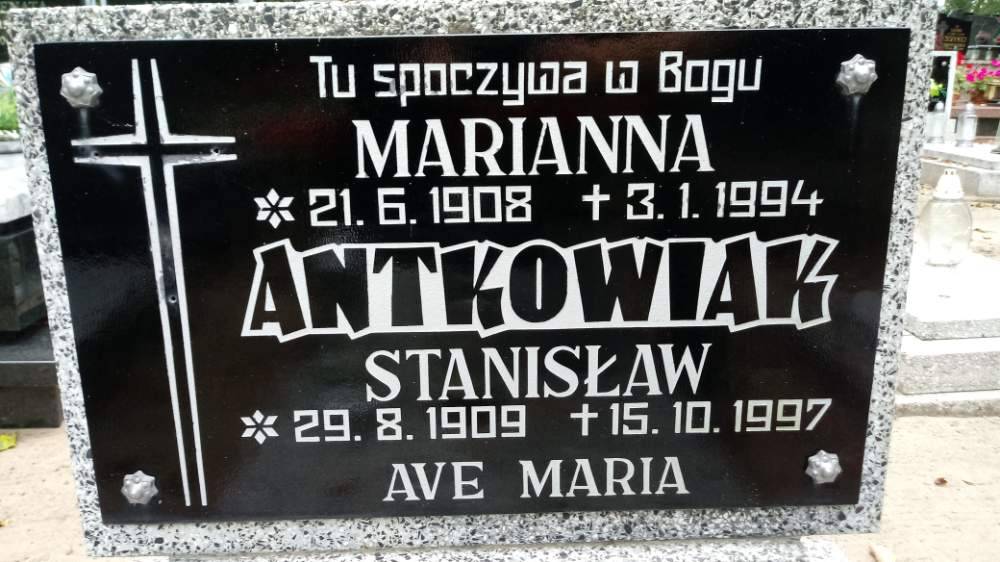 Tu spoczywa w Bogu
MARIANNA
* 21. 6. 1908 † 3. 1. 1994
ANTKOWIAK
STANISŁAW
* 29. 8. 1909 † 15. 10. 1997
AVE MARIA